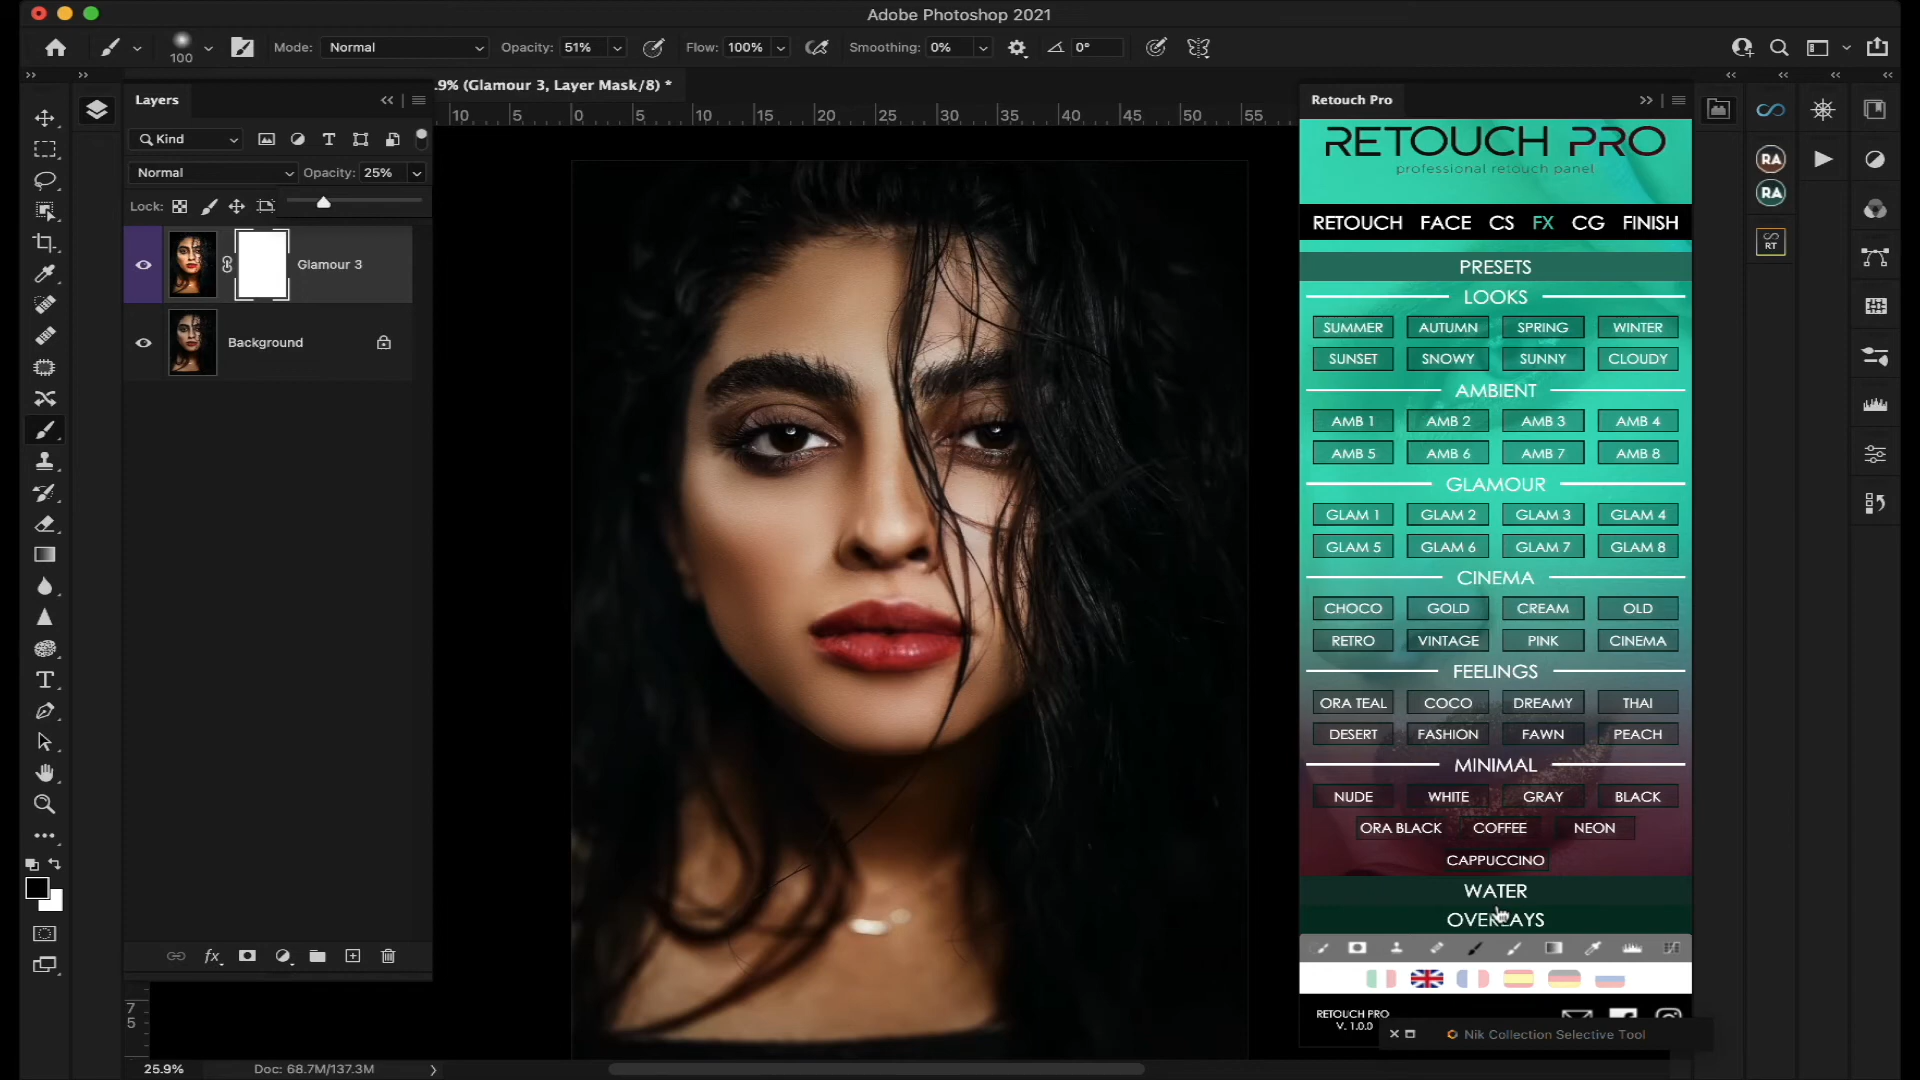 Adobe Photoshop 2021
100
Mode: Normal
Opacity: 51%
Flow: 100%
Smoothing: 0%
0°
Layers
.9% (Glamour 3, Layer Mask/8) *
Kind
Normal
Opacity: 25%
Lock:
Glamour 3
Background
10 5 0 5 10 15 20 25 30 35 40 45 50 55
7
5
25.9%
Doc: 68.7M/137.3M
Retouch Pro
RETOUCH PRO
professional retouch panel
RETOUCH FACE CS FX CG FINISH
PRESETS
LOOKS
SUMMER AUTUMN SPRING WINTER
SUNSET SNOWY SUNNY CLOUDY
AMBIENT
AMB 1 AMB 2 AMB 3 AMB 4
AMB 5 AMB 6 AMB 7 AMB 8
GLAMOUR
GLAM 1 GLAM 2 GLAM 3 GLAM 4
GLAM 5 GLAM 6 GLAM 7 GLAM 8
CINEMA
CHOCO GOLD CREAM OLD
RETRO VINTAGE PINK CINEMA
FEELINGS
ORA TEAL COCO DREAMY THAI
DESERT FASHION FAWN PEACH
MINIMAL
NUDE WHITE GRAY BLACK
ORA BLACK COFFEE NEON
CAPPUCCINO
WATER
OVERLAYS
RETOUCH PRO
V. 1.0.0
Nik Collection Selective Tool
RA
RA
RT